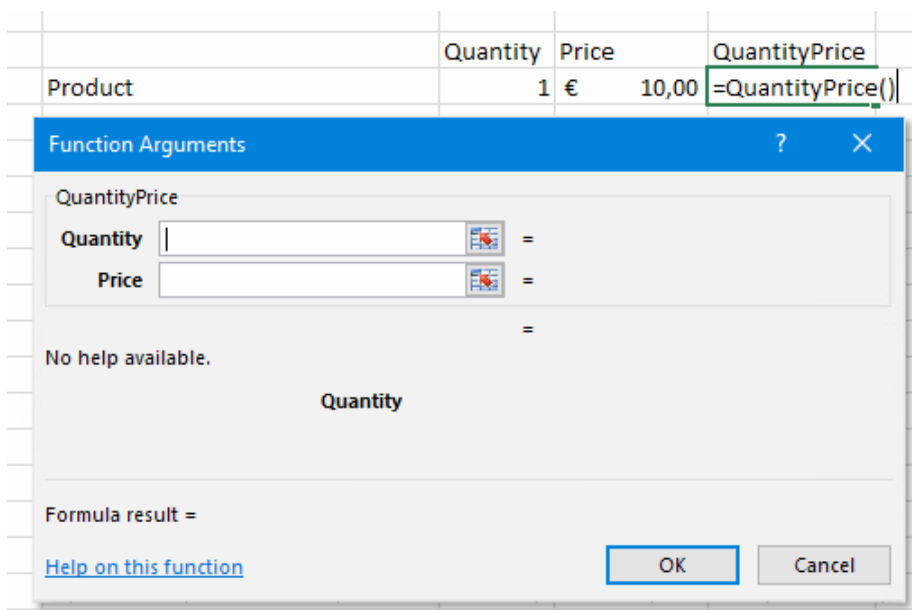 Quantity Price QuantityPrice
Product 1 € 10,00 =QuantityPrice()
Function Arguments ? ×
QuantityPrice
Quantity =
Price =
=
No help available.
Quantity
Formula result =
Help on this function OK Cancel